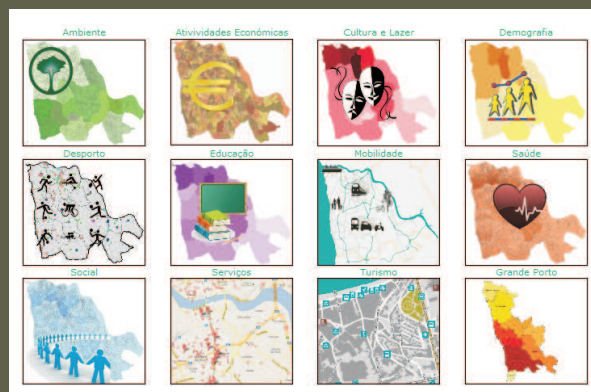 Ambiente
Atividades Económicas
Cultura e Lazer
Demografia
Desporto
Educação
Mobilidade
Saúde
Social
Serviços
Turismo
Grande Porto